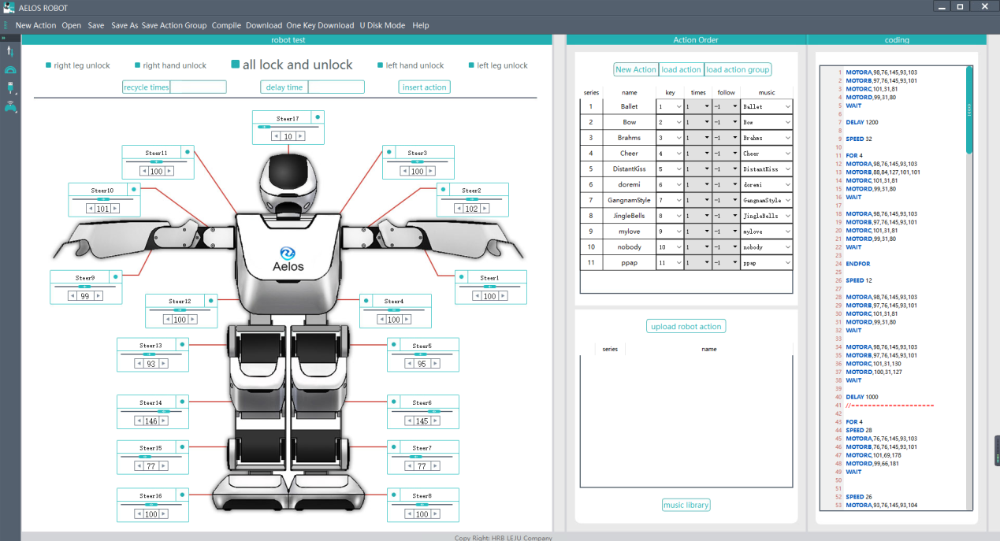 AELOS ROBOT
New Action Open Save Save As Save Action Group Compile Download One Key Download U Disk Mode Help
robot test
right leg unlock right hand unlock all lock and unlock left hand unlock left leg unlock
recycle times delay time insert action
Steer17
10
Steer11
100
Steer3
100
Steer10
101
Steer2
102
Aelos
Steer9
99
Steer1
100
Steer12
100
Steer4
100
Steer13
93
Steer5
95
Steer14
146
Steer6
145
Steer15
77
Steer7
77
Steer16
100
Steer8
100
Action Order
New Action load action load action group
series name key times follow music
1 Ballet 1 1 -1 Ballet
2 Bow 2 1 -1 Bow
3 Brahms 3 1 -1 Brahms
4 Cheer 4 1 -1 Cheer
5 DistantKiss 5 1 -1 DistantKiss
6 doremi 6 1 -1 doremi
7 GangnamStyle 7 1 -1 GangnamStyle
8 JingleBells 8 1 -1 JingleBells
9 mylove 9 1 -1 mylove
10 nobody 10 1 -1 nobody
11 ppap 11 1 -1 ppap
upload robot action
series name
music library
coding
1 MOTORA,98,76,145,93,103
2 MOTORB,97,76,145,93,101
3 MOTORC,101,31,81
4 MOTORD,99,31,80
5 WAIT
6
7 DELAY 1200
8
9 SPEED 32
10
11 FOR 4
12 MOTORA,98,76,145,93,103
13 MOTORB,88,84,127,101,101
14 MOTORC,101,31,81
15 MOTORD,99,31,80
16 WAIT
17
18 MOTORA,98,76,145,93,103
19 MOTORB,97,76,145,93,101
20 MOTORC,101,31,81
21 MOTORD,99,31,80
22 WAIT
23
24 ENDFOR
25
26 SPEED 12
27
28 MOTORA,98,76,145,93,103
29 MOTORB,97,76,145,93,101
30 MOTORC,101,31,81
31 MOTORD,99,31,80
32 WAIT
33
34 MOTORA,98,76,145,93,103
35 MOTORB,97,76,145,93,101
36 MOTORC,101,31,130
37 MOTORD,100,31,127
38 WAIT
39
40 DELAY 1000
41 //----------------------
42
43 FOR 4
44 SPEED 28
45 MOTORA,76,76,145,93,103
46 MOTORB,76,76,145,93,101
47 MOTORC,101,69,178
48 MOTORD,99,66,181
49 WAIT
50
51
52 SPEED 26
53 MOTORA,93,76,145,93,104
Copy Right: HRB LEJU Company